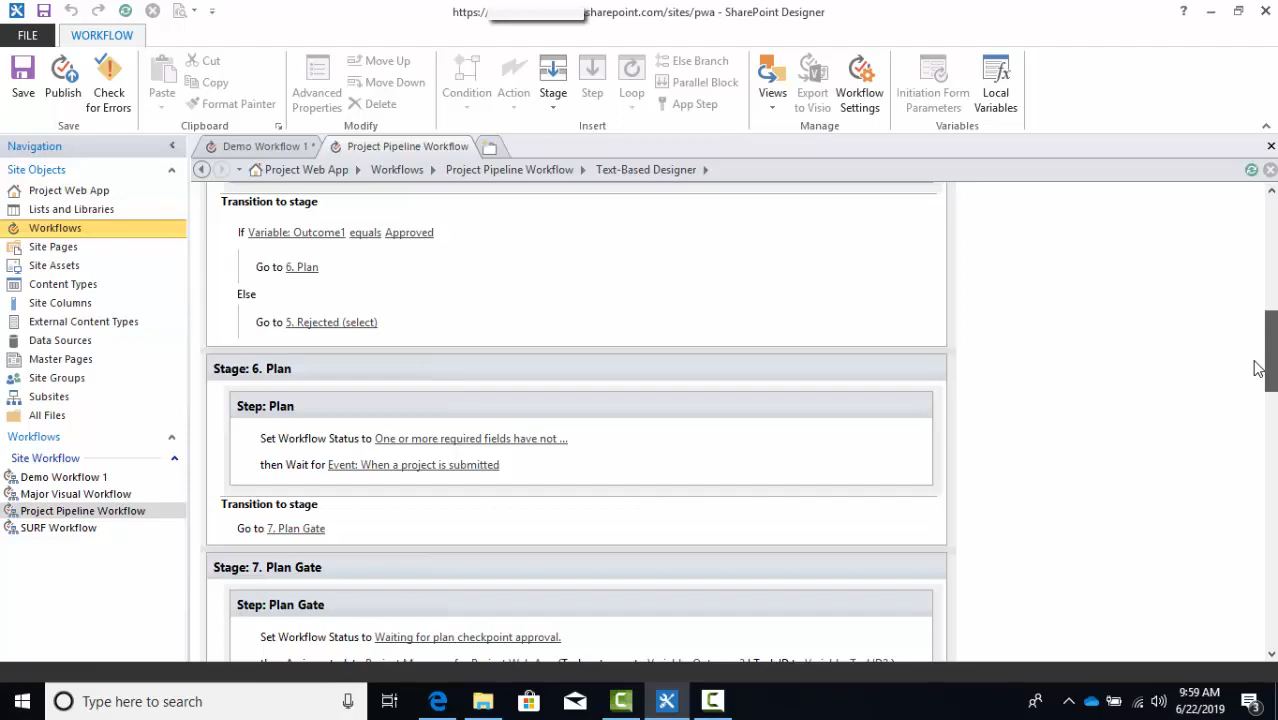 https:// sharepoint.com/sites/pwa - SharePoint Designer
?
FILE WORKFLOW
Save Publish Check for Errors
Paste Cut
Copy
Format Painter
Advanced Properties Move Up
Move Down
Delete
Condition Action Stage Step Loop Else Branch
Parallel Block
App Step
Views Export to Visio Workflow Settings
Initiation Form Parameters Local Variables
Save Clipboard Modify Insert Manage Variables
Navigation
Demo Workflow 1 * Project Pipeline Workflow
Project Web App Workflows Project Pipeline Workflow Text-Based Designer
Site Objects
Project Web App
Lists and Libraries
Workflows
Site Pages
Site Assets
Content Types
Site Columns
External Content Types
Data Sources
Master Pages
Site Groups
Subsites
All Files
Workflows
Site Workflow
Demo Workflow 1
Major Visual Workflow
Project Pipeline Workflow
SURF Workflow
Transition to stage
If Variable: Outcome1 equals Approved
Go to 6. Plan
Else
Go to 5. Rejected (select)
Stage: 6. Plan
Step: Plan
Set Workflow Status to One or more required fields have not ...
then Wait for Event: When a project is submitted
Transition to stage
Go to 7. Plan Gate
Stage: 7. Plan Gate
Step: Plan Gate
Set Workflow Status to Waiting for plan checkpoint approval.
Type here to search
9:59 AM
6/22/2019
3